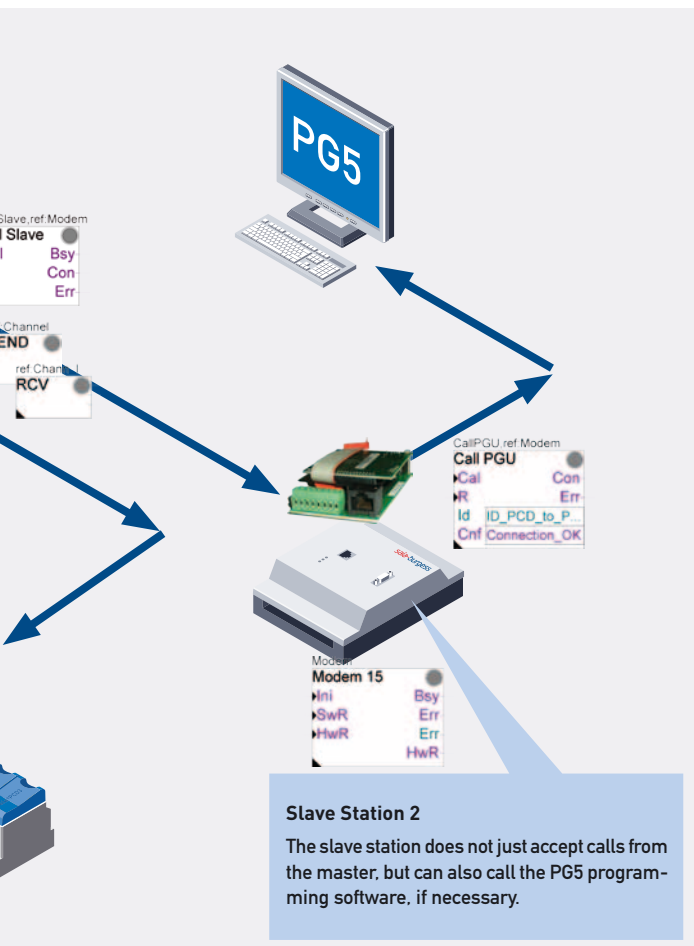 PG5
Slave,ref:Modem
Slave
Bsy
Con
Err
:Channel
END
ref:Chan
RCV
CallPGU,ref:Modem
Call PGU
Cal Con
R Err
Id ID_PCD_to_P...
Cnf Connection_OK
saia-burgess
Modem
Modem 15
Ini Bsy
SwR Err
HwR Err
HwR
Slave Station 2
The slave station does not just accept calls from
the master, but can also call the PG5 program-
ming software, if necessary.